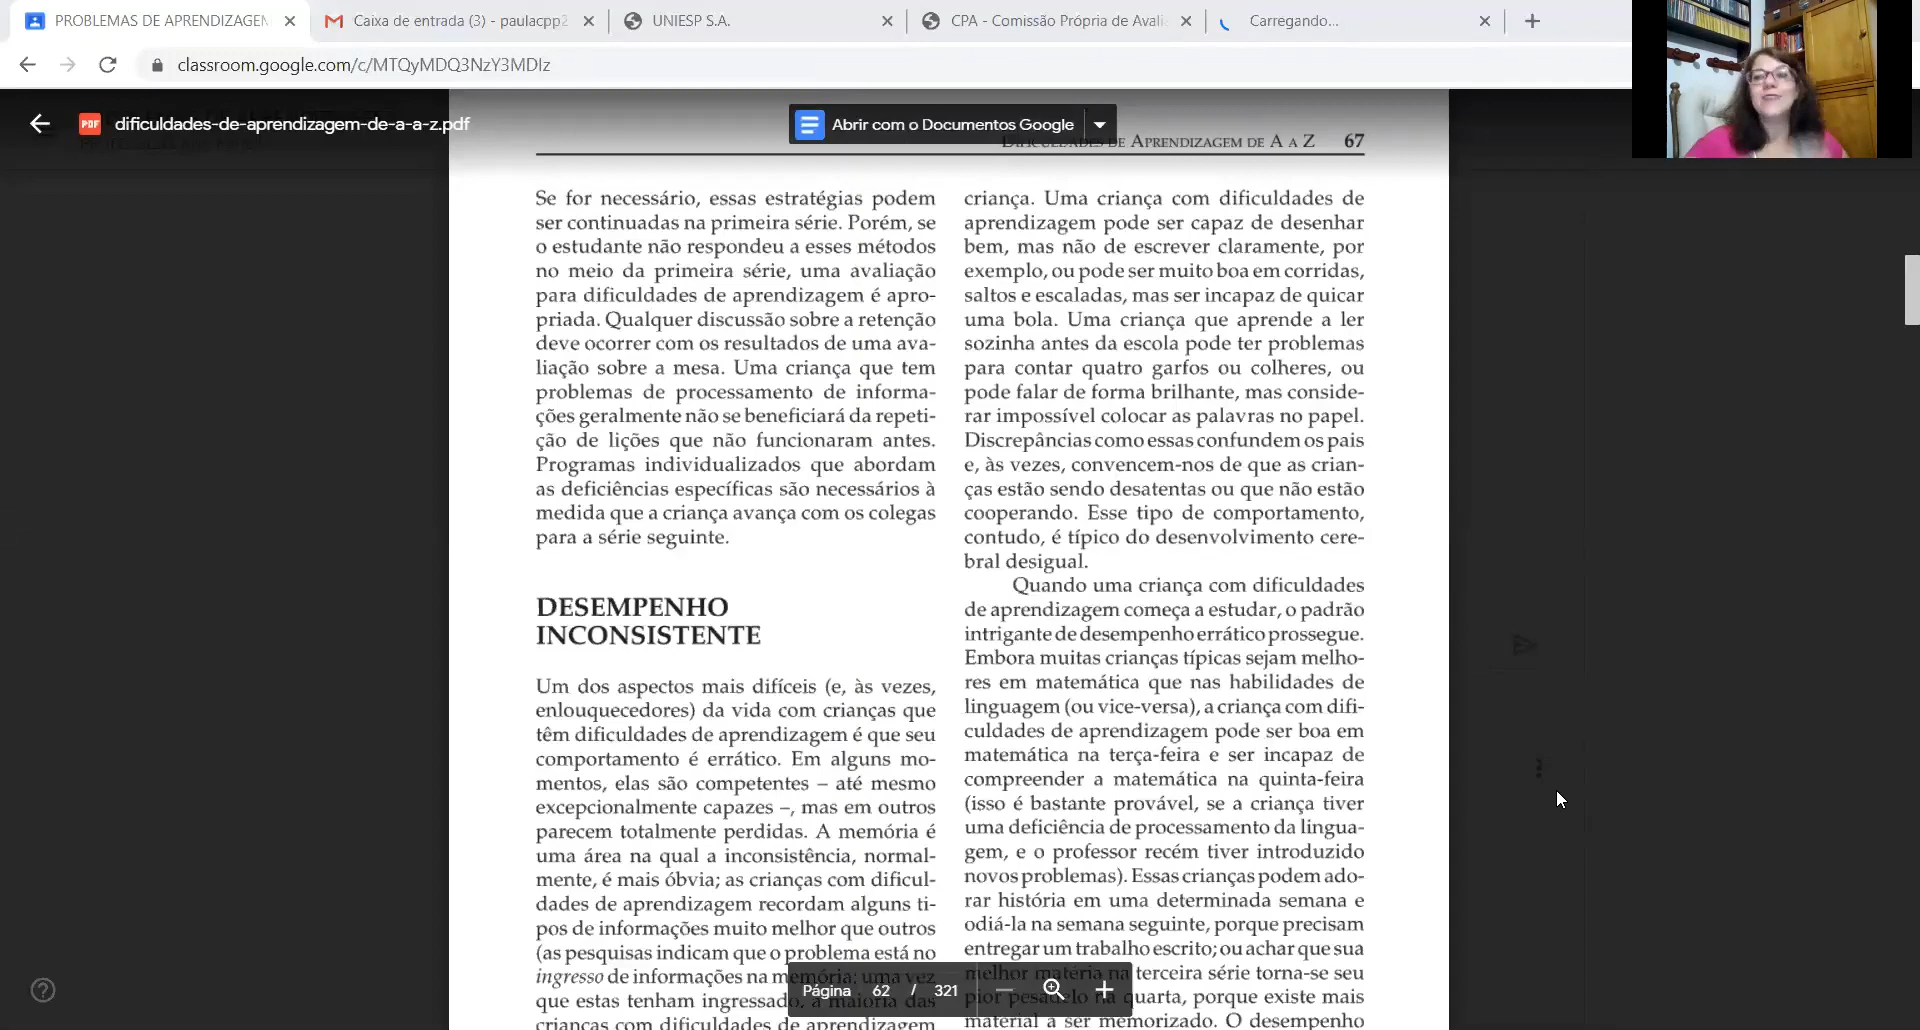 PROBLEMAS DE APRENDIZAGEM
Caixa de entrada (3) - paulacpp2
UNIESP S.A.
CPA - Comissão Própria de Avali
Carregando...
classroom.google.com/c/MTQyMDQ3NzY3MDIz
PDF
dificuldades-de-aprendizagem-de-a-a-z.pdf
Abrir com o Documentos Google
Dificuldades de Aprendizagem de A a Z 67
Se for necessário, essas estratégias podem
ser continuadas na primeira série. Porém, se
o estudante não respondeu a esses métodos
no meio da primeira série, uma avaliação
para dificuldades de aprendizagem é apro-
priada. Qualquer discussão sobre a retenção
deve ocorrer com os resultados de uma ava-
liação sobre a mesa. Uma criança que tem
problemas de processamento de informa-
ções geralmente não se beneficiará da repeti-
ção de lições que não funcionaram antes.
Programas individualizados que abordam
as deficiências específicas são necessários à
medida que a criança avança com os colegas
para a série seguinte.
DESEMPENHO
INCONSISTENTE
Um dos aspectos mais difíceis (e, às vezes,
enlouquecedores) da vida com crianças que
têm dificuldades de aprendizagem é que seu
comportamento é errático. Em alguns mo-
mentos, elas são competentes – até mesmo
excepcionalmente capazes –, mas em outros
parecem totalmente perdidas. A memória é
uma área na qual a inconsistência, normal-
mente, é mais óbvia; as crianças com dificul-
dades de aprendizagem recordam alguns ti-
pos de informações muito melhor que outros
(as pesquisas indicam que o problema está no
ingresso de informações na memória; uma vez
que estas tenham ingressado, a maioria das
crianças com dificuldades de aprendizagem
criança. Uma criança com dificuldades de
aprendizagem pode ser capaz de desenhar
bem, mas não de escrever claramente, por
exemplo, ou pode ser muito boa em corridas,
saltos e escaladas, mas ser incapaz de quicar
uma bola. Uma criança que aprende a ler
sozinha antes da escola pode ter problemas
para contar quatro garfos ou colheres, ou
pode falar de forma brilhante, mas conside-
rar impossível colocar as palavras no papel.
Discrepâncias como essas confundem os pais
e, às vezes, convencem-nos de que as crian-
ças estão sendo desatentas ou que não estão
cooperando. Esse tipo de comportamento,
contudo, é típico do desenvolvimento cere-
bral desigual.
Quando uma criança com dificuldades
de aprendizagem começa a estudar, o padrão
intrigante de desempenho errático prossegue.
Embora muitas crianças típicas sejam melho-
res em matemática que nas habilidades de
linguagem (ou vice-versa), a criança com difi-
culdades de aprendizagem pode ser boa em
matemática na terça-feira e ser incapaz de
compreender a matemática na quinta-feira
(isso é bastante provável, se a criança tiver
uma deficiência de processamento da lingua-
gem, e o professor recém tiver introduzido
novos problemas). Essas crianças podem ado-
rar história em uma determinada semana e
odiá-la na semana seguinte, porque precisam
entregar um trabalho escrito; ou achar que sua
melhor matéria na terceira série torna-se seu
pior pesadelo na quarta, porque existe mais
material a ser memorizado. O desempenho
Página 62 / 321